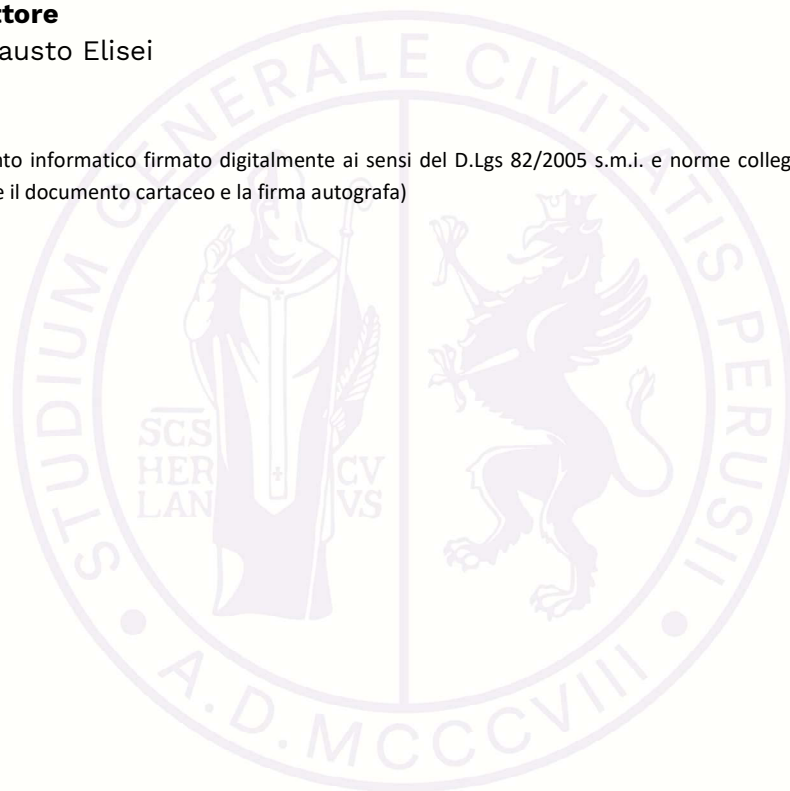 ttore
austo Elisei
nto informatico firmato digitalmente ai sensi del D.Lgs 82/2005 s.m.i. e norme colleg
e il documento cartaceo e la firma autografa)
STUDIUM GENERALE CIVITATIS PERUSII
SCS
HER CV
LAN VS
A.D.MCCCVIII